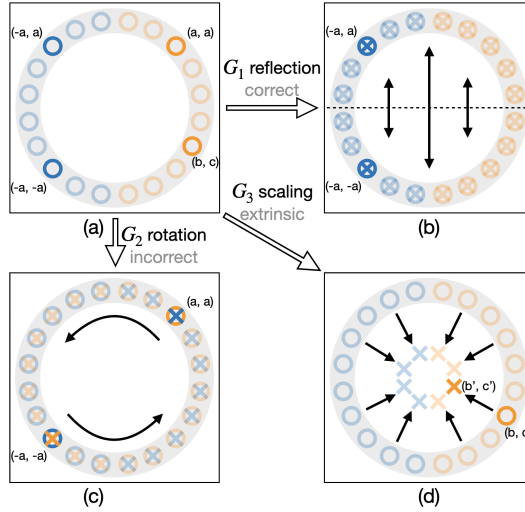 (-a, a)
(a, a)
(-a, -a)
(b, c)
(a)
G₁ reflection
correct
(-a, a)
(-a, -a)
(b)
G₂ rotation
incorrect
G₃ scaling
extrinsic
(a, a)
(-a, -a)
(c)
(b', c')
(b, c
(d)